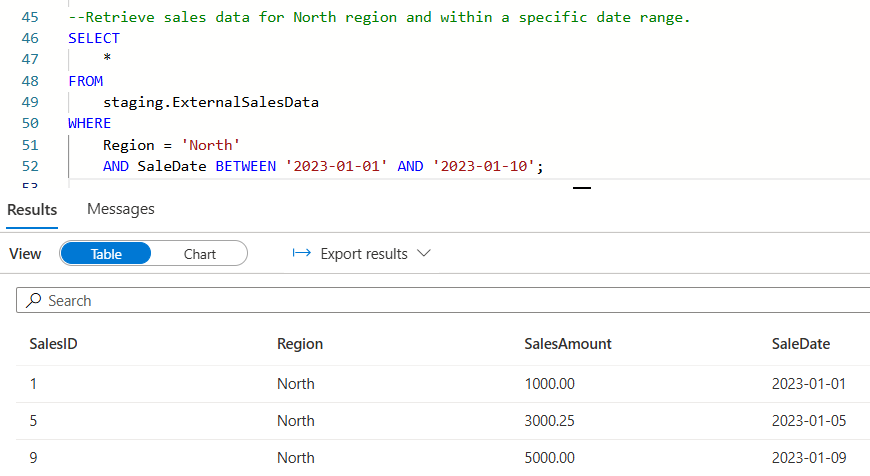 45 --Retrieve sales data for North region and within a specific date range.
46 SELECT
47 *
48 FROM
49 staging.ExternalSalesData
50 WHERE
51 Region = 'North'
52 AND SaleDate BETWEEN '2023-01-01' AND '2023-01-10';
53
Results Messages
View Table Chart Export results
Search
SalesID Region SalesAmount SaleDate
1 North 1000.00 2023-01-01
5 North 3000.25 2023-01-05
9 North 5000.00 2023-01-09